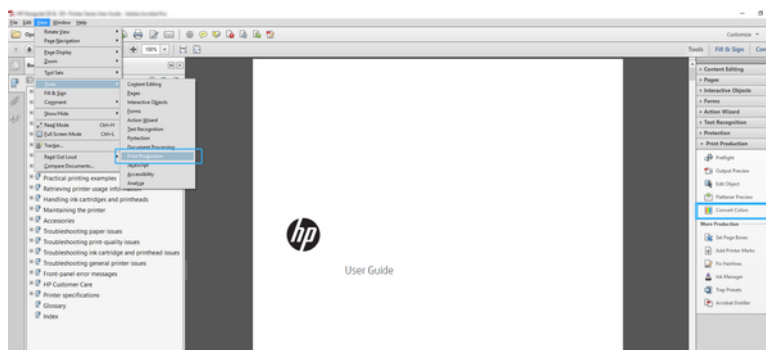 File Edit View Window Help
Customize
100%
Tools Fill & Sign
Rotate View
Page Navigation
Page Display
Zoom
Tool Sets
Tools
Fill & Sign
Comment
Show/Hide
Read Mode Ctrl+H
Full Screen Mode Ctrl+L
Tracker...
Read Out Loud
Compare Documents...
Content Editing
Pages
Interactive Objects
Forms
Action Wizard
Text Recognition
Protection
Document Processing
Print Production
JavaScript
Accessibility
Analyze
Practical printing examples
Retrieving printer usage information
Handling ink cartridges and printheads
Maintaining the printer
Accessories
Troubleshooting paper issues
Troubleshooting print-quality issues
Troubleshooting ink cartridge and printhead issues
Troubleshooting general printer issues
Front-panel error messages
HP Customer Care
Printer specifications
Glossary
Index
hp
User Guide
Content Editing
Pages
Interactive Objects
Forms
Action Wizard
Text Recognition
Protection
Print Production
Preflight
Output Preview
Edit Object
Flattener Preview
Convert Colors
More Production
Set Page Boxes
Add Printer Marks
Fix Hairlines
Ink Manager
Trap Presets
Acrobat Distiller